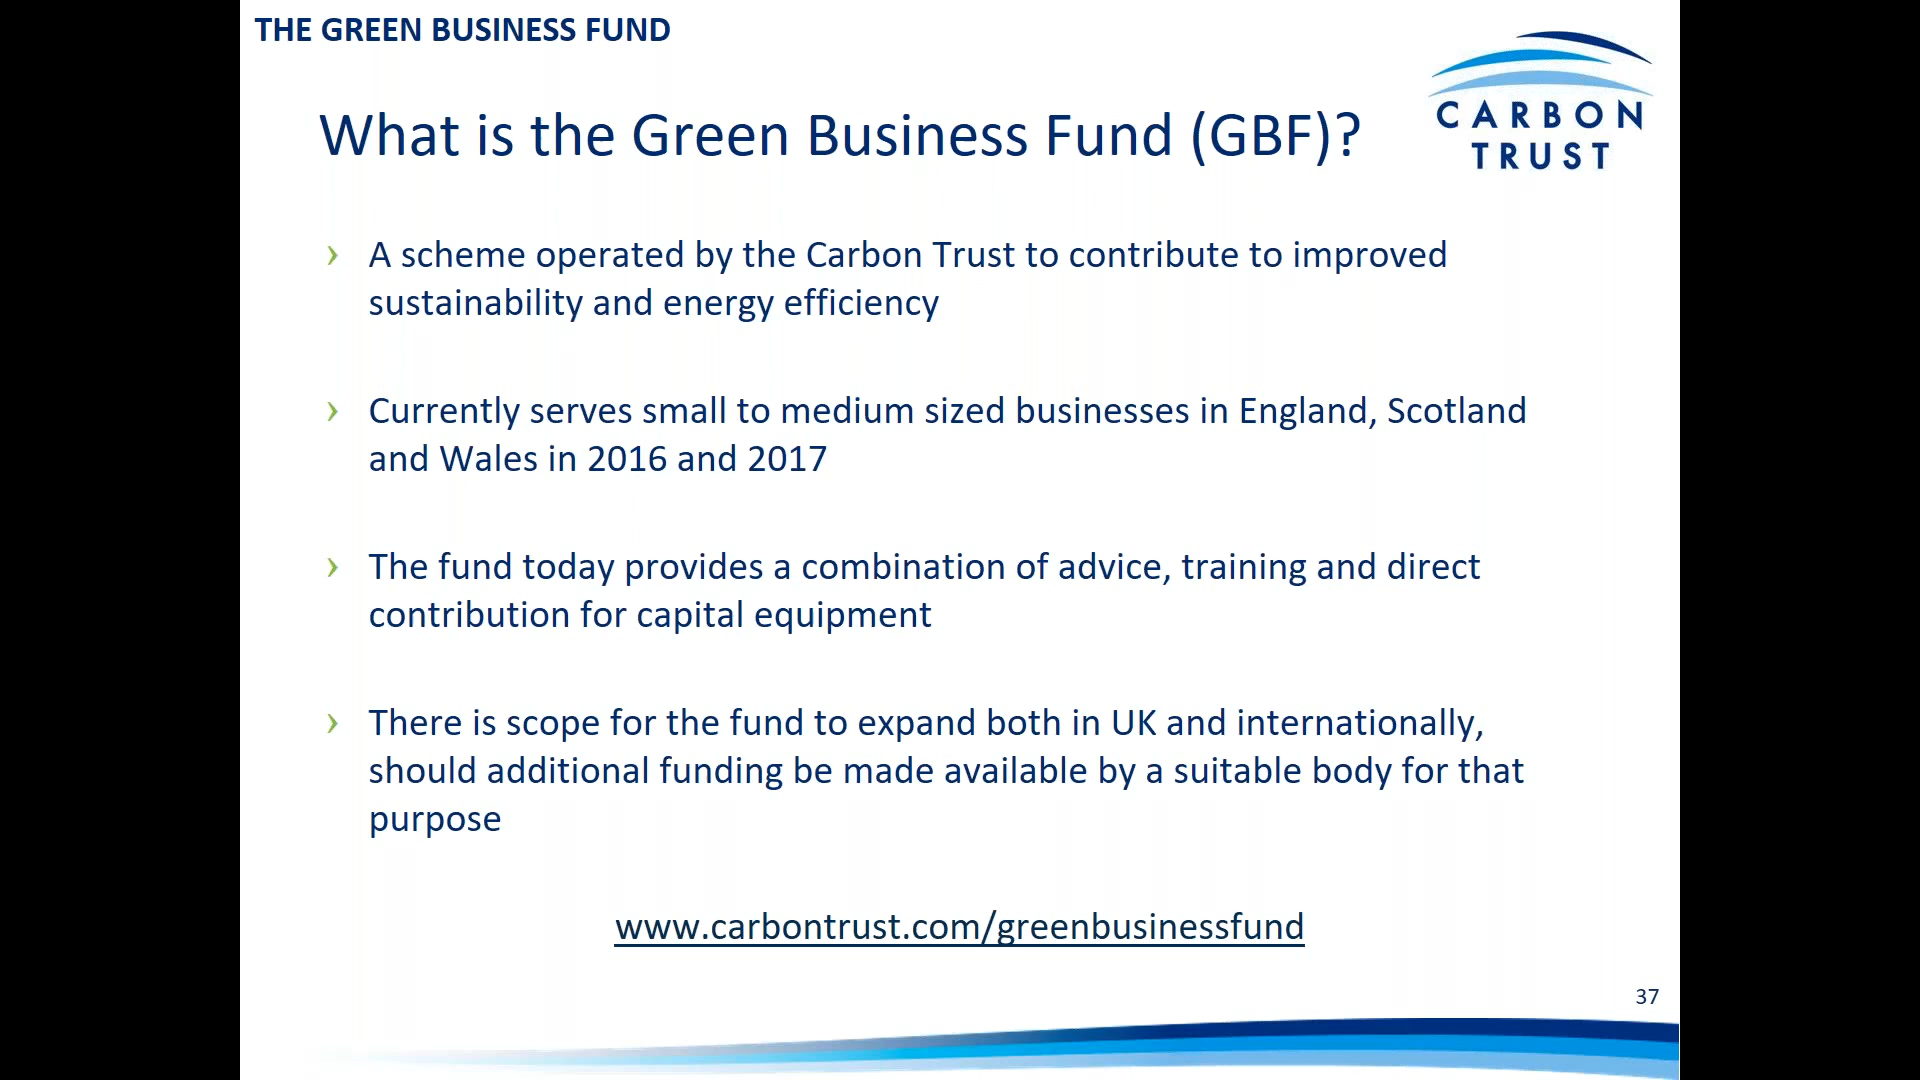 THE GREEN BUSINESS FUND
CARBON
TRUST
What is the Green Business Fund (GBF)?
› A scheme operated by the Carbon Trust to contribute to improved
sustainability and energy efficiency
› Currently serves small to medium sized businesses in England, Scotland
and Wales in 2016 and 2017
› The fund today provides a combination of advice, training and direct
contribution for capital equipment
› There is scope for the fund to expand both in UK and internationally,
should additional funding be made available by a suitable body for that
purpose
www.carbontrust.com/greenbusinessfund
37